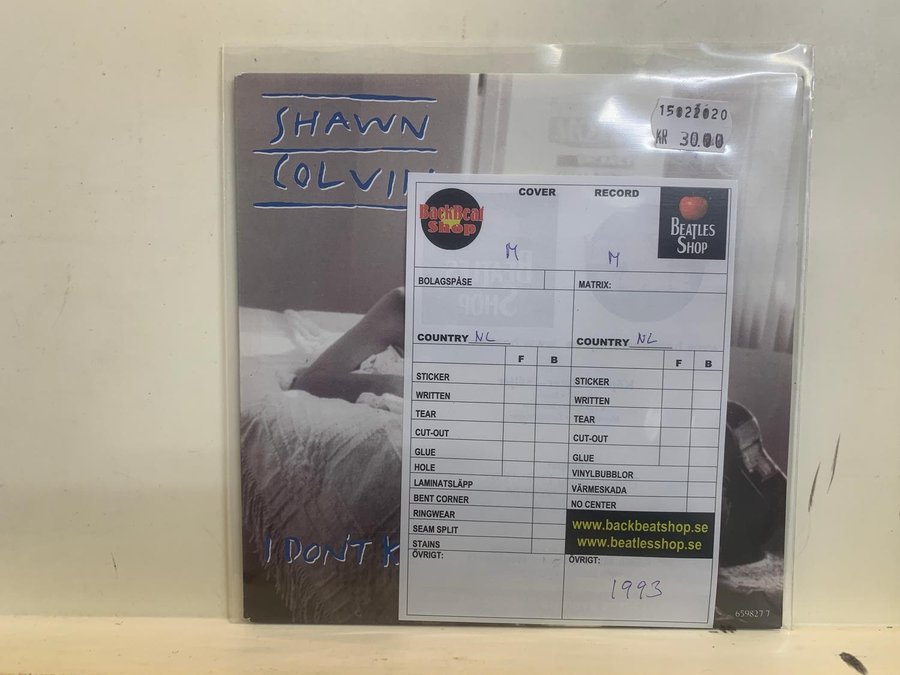 SHAWN
COLVIN
15022020
KR 30.00
BackBeat
Shop
COVER
RECORD
BEATLES
SHOP
M
M
BOLAGSPÅSE
MATRIX:
COUNTRY NL
COUNTRY NL
F B
F B
STICKER
STICKER
WRITTEN
WRITTEN
TEAR
TEAR
CUT-OUT
CUT-OUT
GLUE
GLUE
HOLE
VINYLBUBBLOR
LAMINATSLÄPP
VÄRMESKADA
BENT CORNER
NO CENTER
RINGWEAR
SEAM SPLIT
STAINS
www.backbeatshop.se
www.beatlesshop.se
ÖVRIGT:
ÖVRIGT:
1993
I DON'T K
659827 7